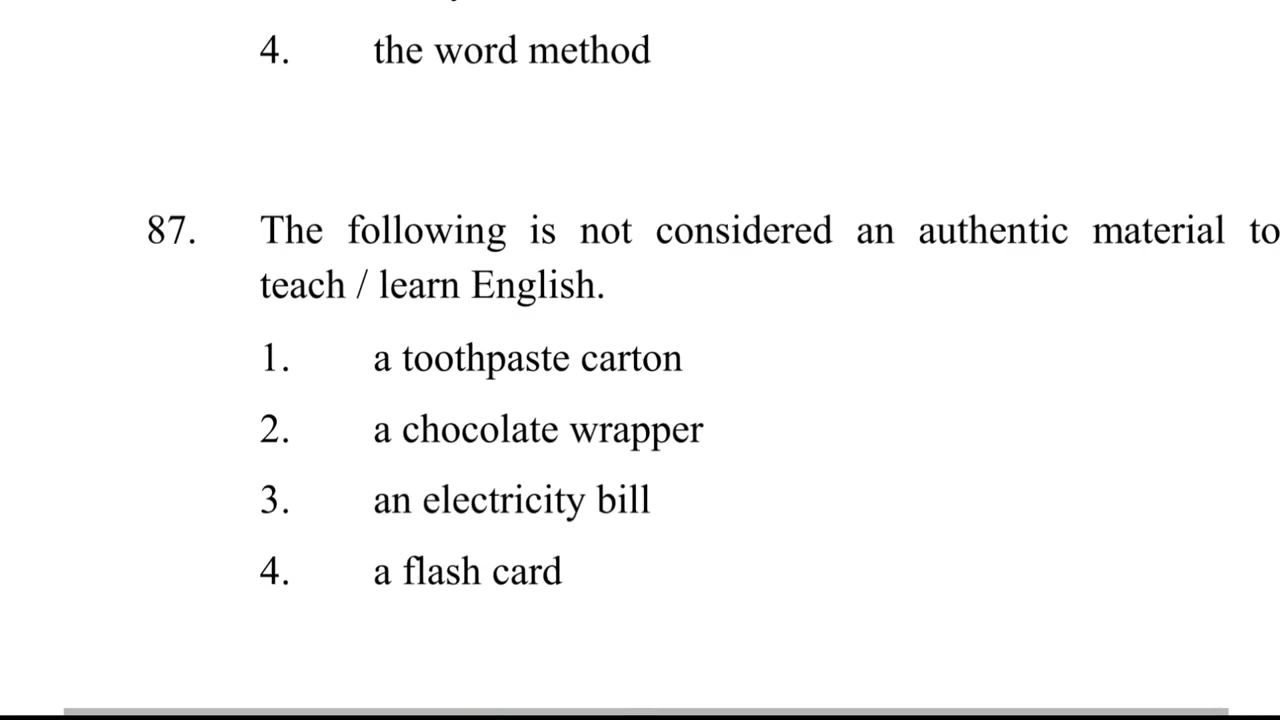 4. the word method
87. The following is not considered an authentic material to
teach / learn English.
1. a toothpaste carton
2. a chocolate wrapper
3. an electricity bill
4. a flash card